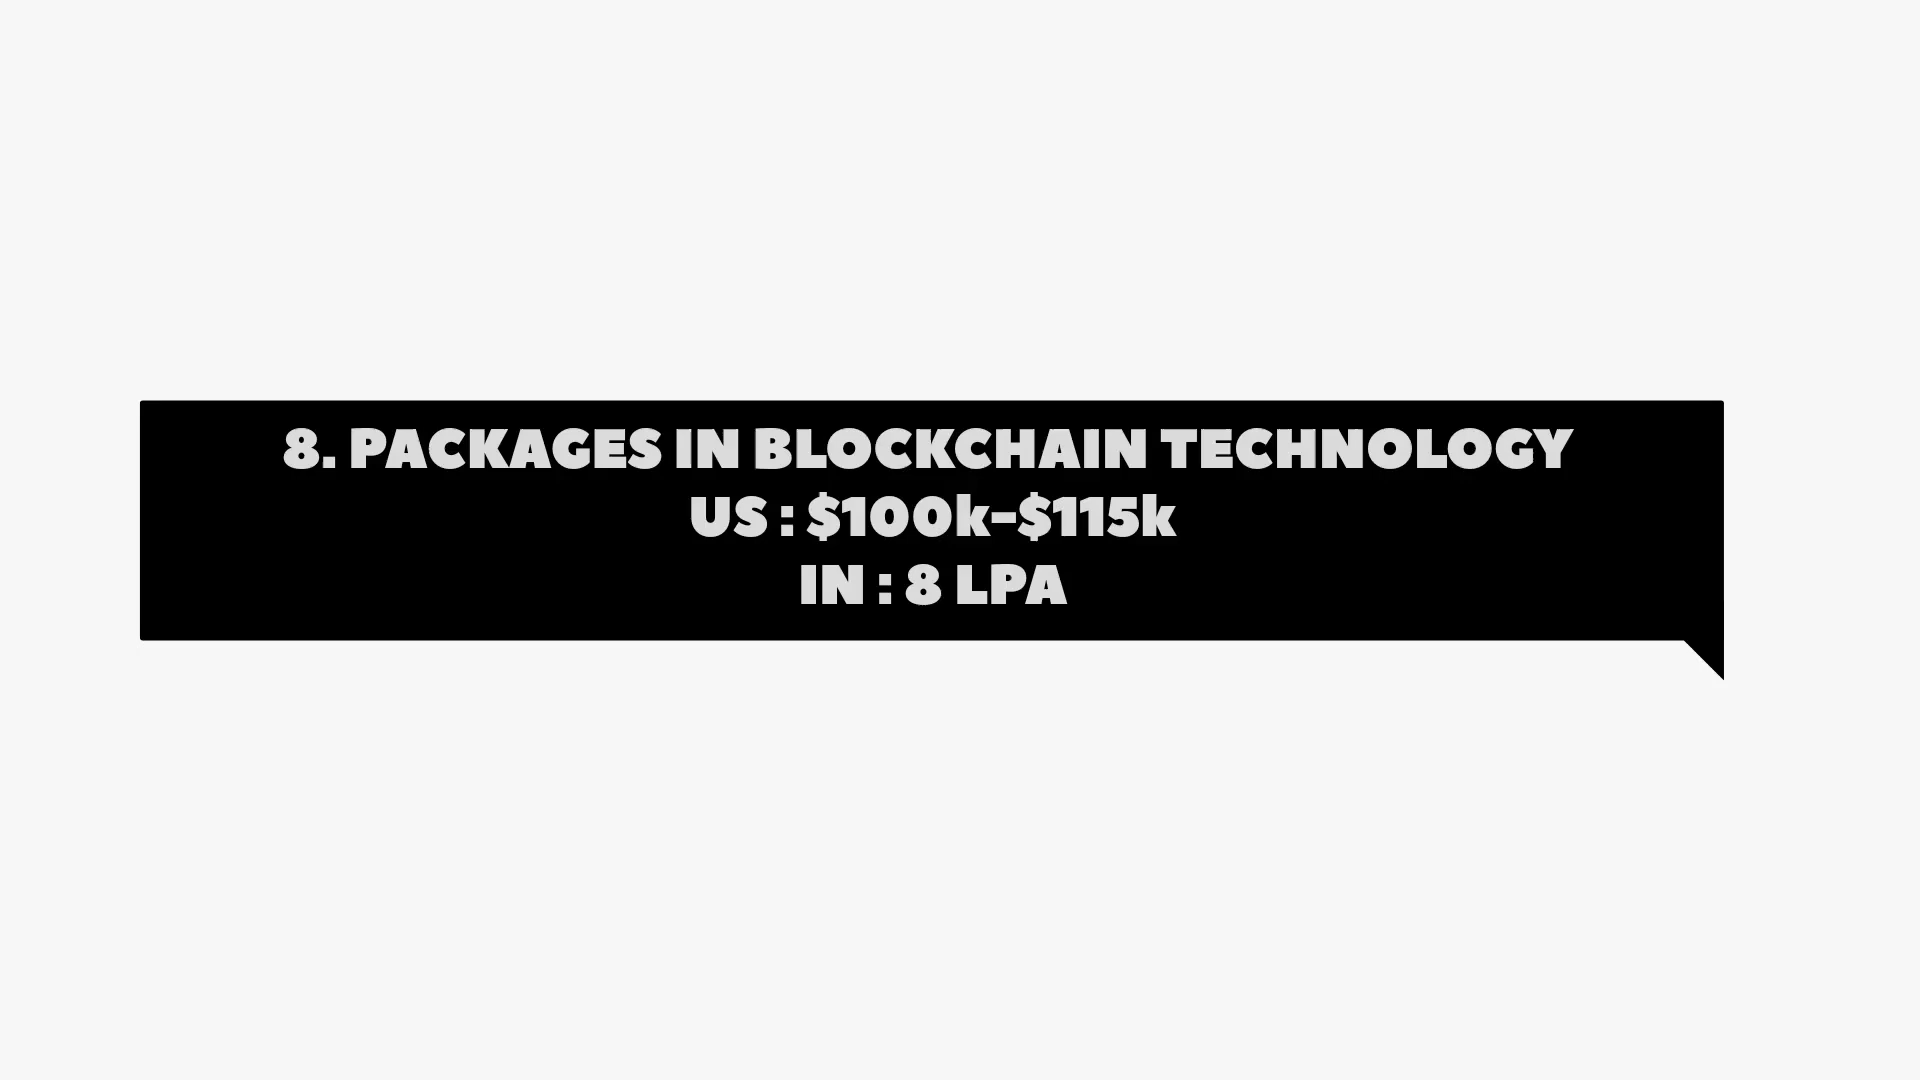 8. PACKAGES IN BLOCKCHAIN TECHNOLOGY
US : $100k-$115k
IN : 8 LPA